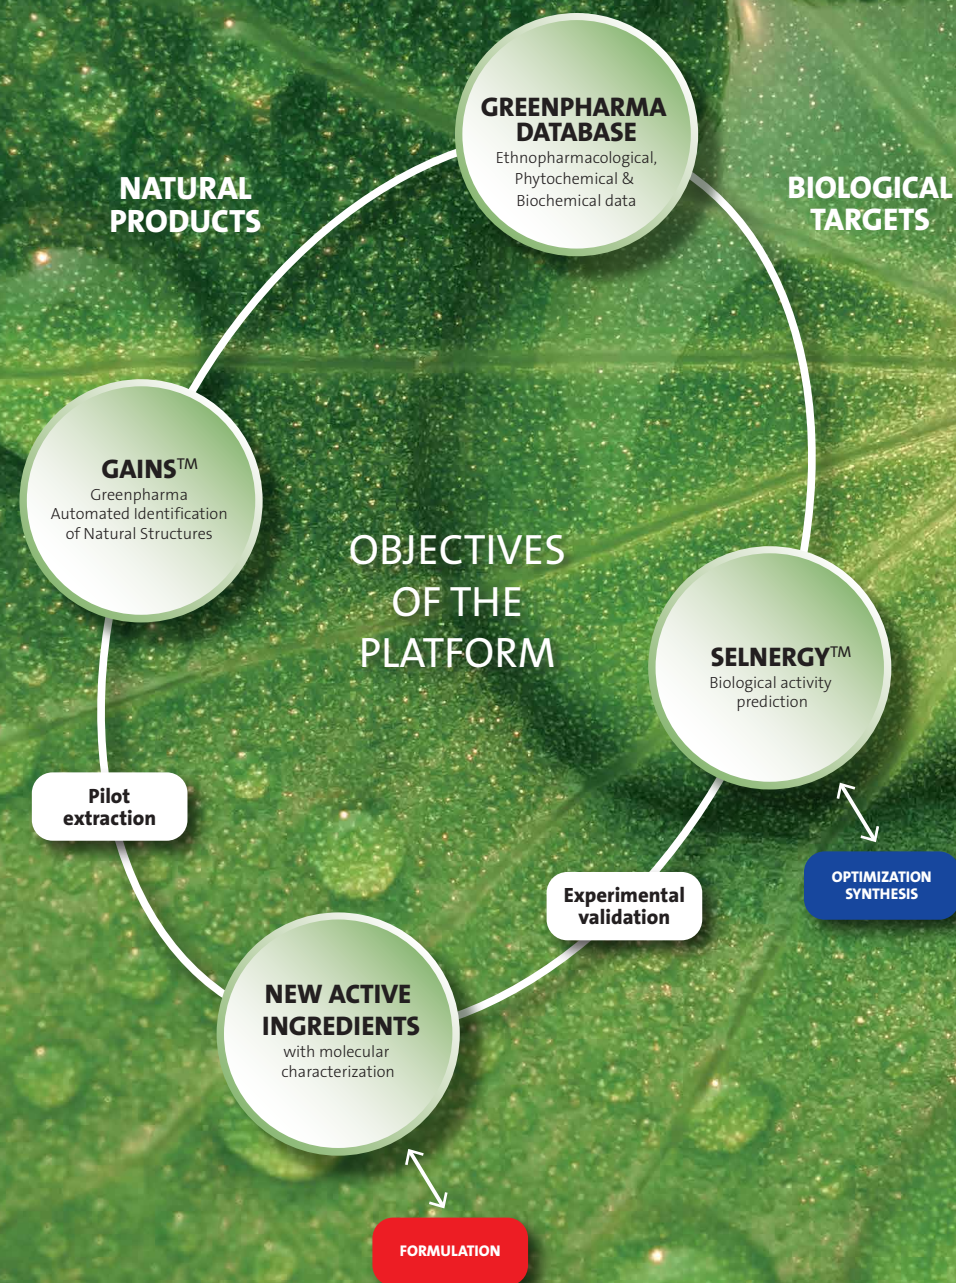 GREENPHARMA
DATABASE
Ethnopharmacological,
Phytochemical &
Biochemical data
NATURAL
PRODUCTS
BIOLOGICAL
TARGETS
GAINS™
Greenpharma
Automated Identification
of Natural Structures
OBJECTIVES
OF THE
PLATFORM
SELNERGY™
Biological activity
prediction
Pilot
extraction
Experimental
validation
OPTIMIZATION
SYNTHESIS
NEW ACTIVE
INGREDIENTS
with molecular
characterization
FORMULATION